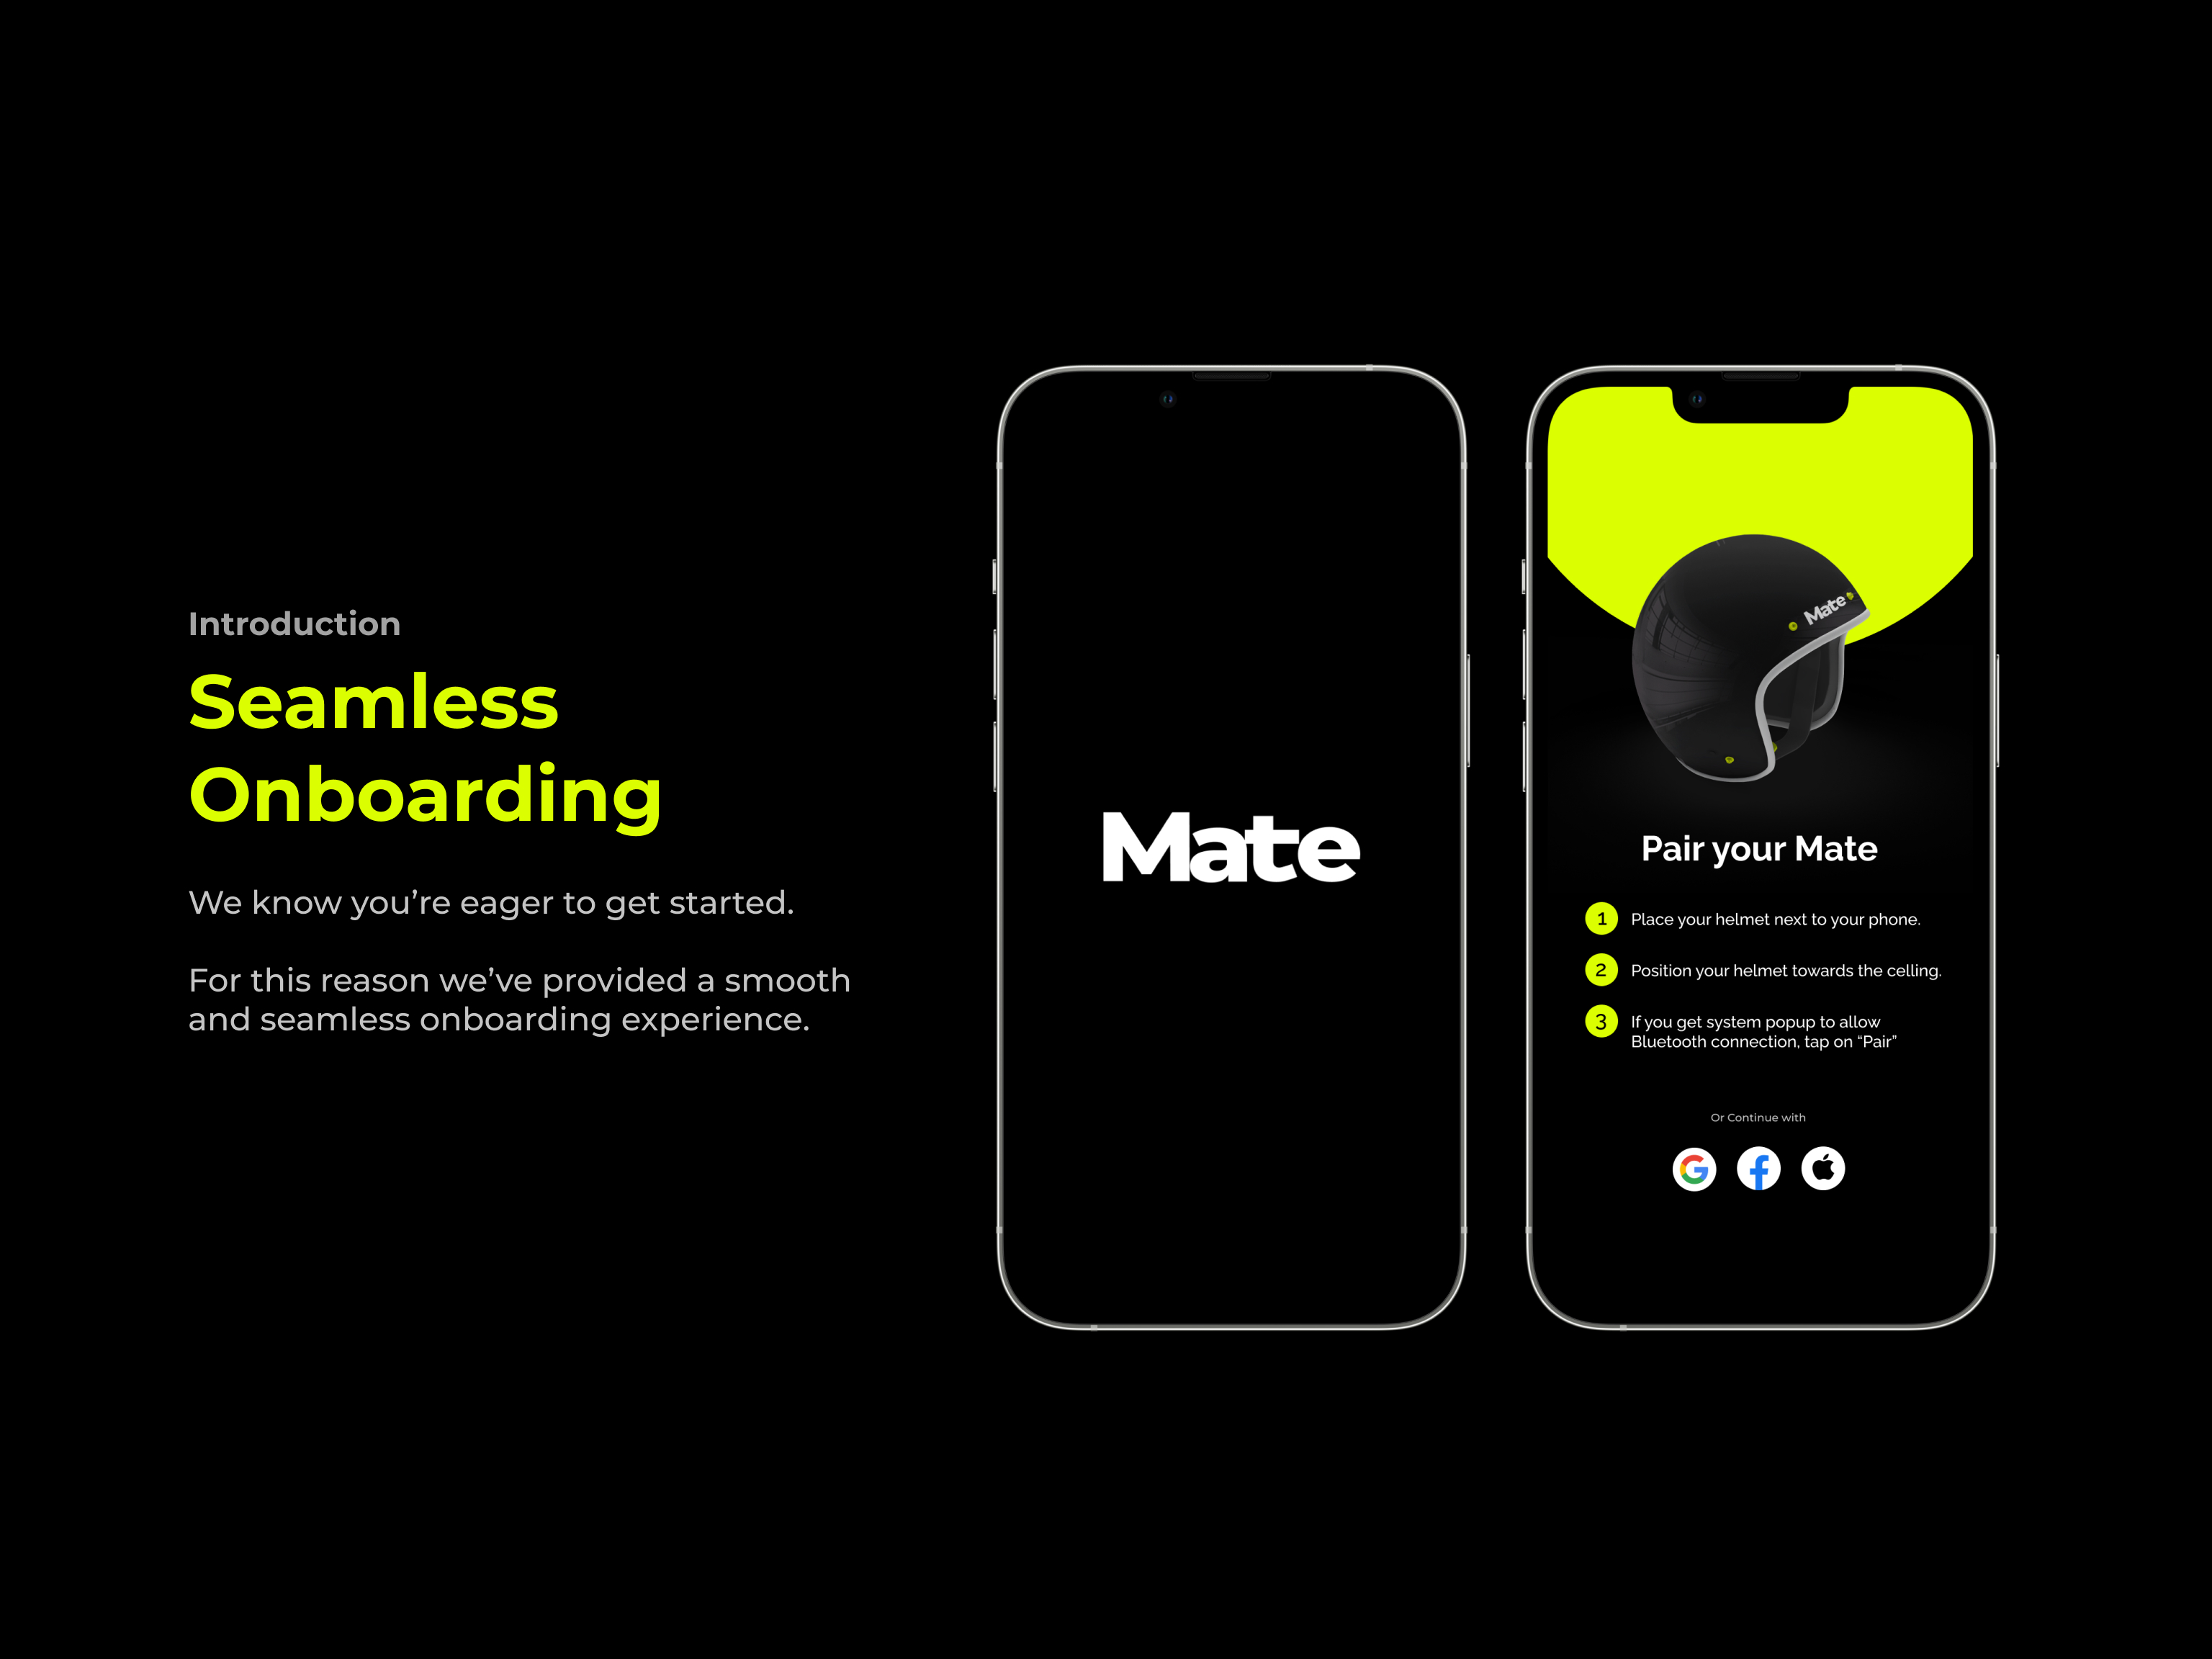 Introduction
Seamless
Onboarding
We know you’re eager to get started.
For this reason we’ve provided a smooth
and seamless onboarding experience.
Mate
Mate
Pair your Mate
1 Place your helmet next to your phone.
2 Position your helmet towards the celling.
3 If you get system popup to allow
Bluetooth connection, tap on “Pair”
Or Continue with